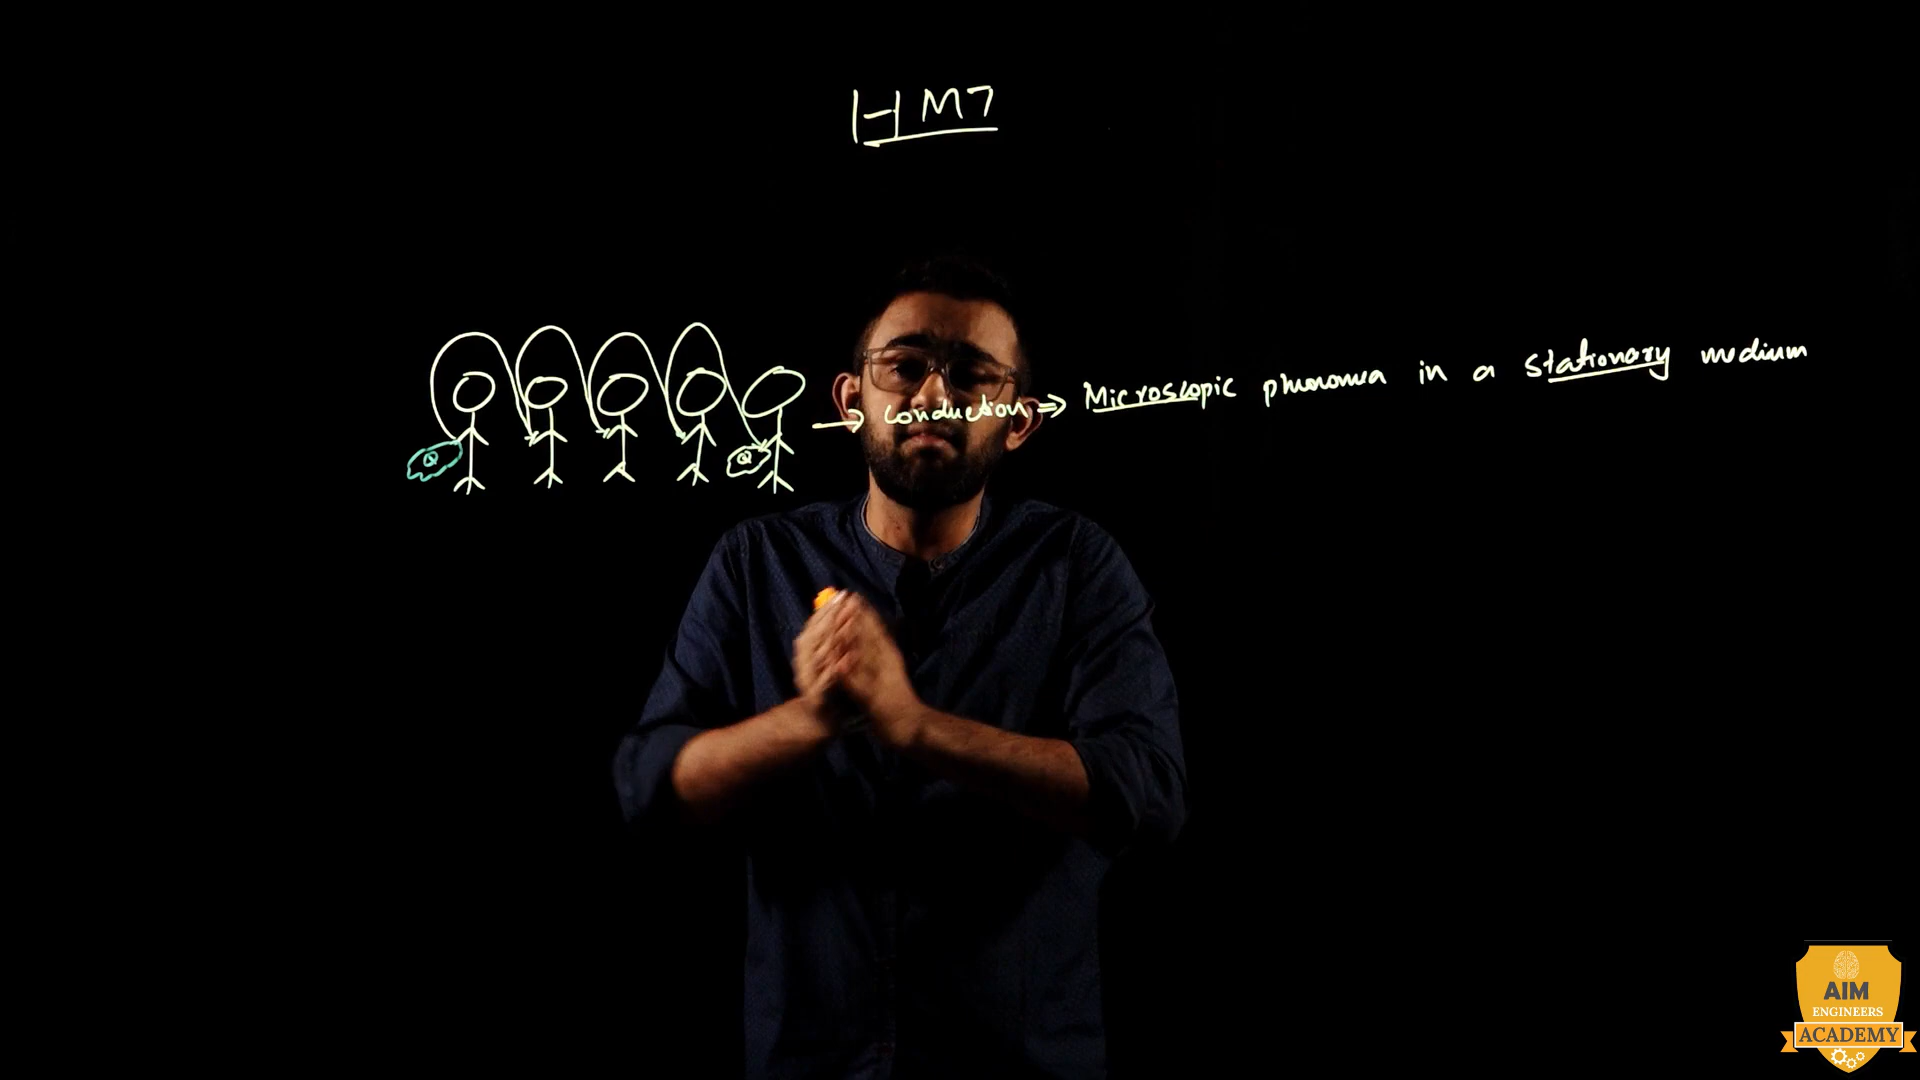 HMT
Q
Q
→ conduction ⇒ Microscopic phenomena in a stationary medium
AIM
ENGINEERS
ACADEMY